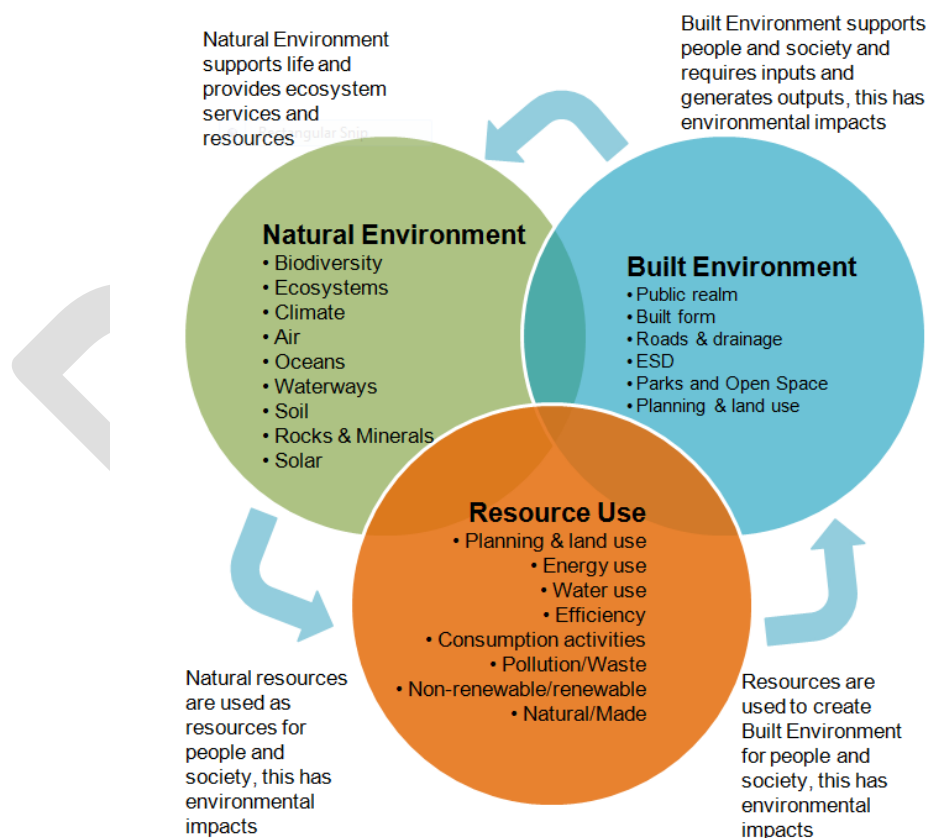 Natural Environment
supports life and
provides ecosystem
services and
resources
Rectangular Snip
Built Environment supports
people and society and
requires inputs and
generates outputs, this has
environmental impacts
Natural Environment
• Biodiversity
• Ecosystems
• Climate
• Air
• Oceans
• Waterways
• Soil
• Rocks & Minerals
• Solar
Built Environment
• Public realm
• Built form
• Roads & drainage
• ESD
• Parks and Open Space
• Planning & land use
Resource Use
• Planning & land use
• Energy use
• Water use
• Efficiency
• Consumption activities
• Pollution/Waste
• Non-renewable/renewable
• Natural/Made
Natural resources
are used as
resources for
people and
society, this has
environmental
impacts
Resources are
used to create
Built Environment
for people and
society, this has
environmental
impacts